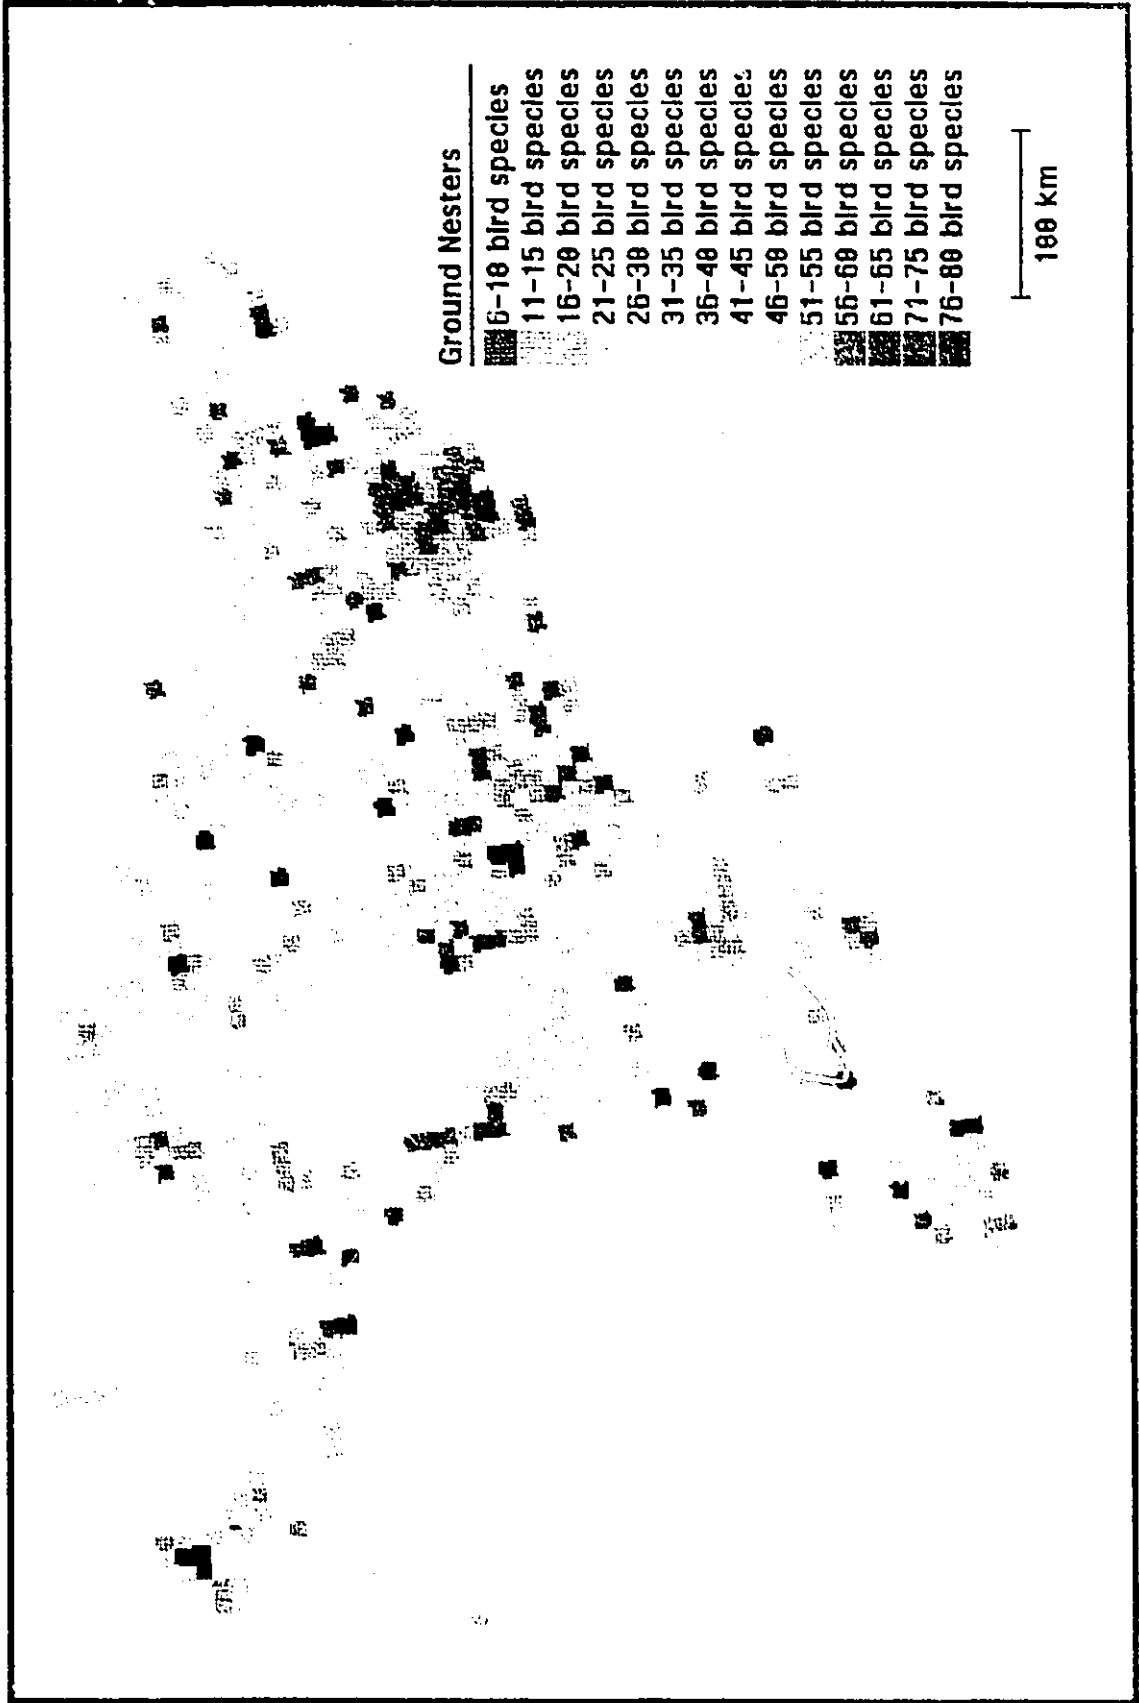 Ground Nesters
6-10 bird species
11-15 bird species
16-20 bird species
21-25 bird species
26-30 bird species
31-35 bird species
36-40 bird species
41-45 bird species
46-50 bird species
51-55 bird species
56-60 bird species
61-65 bird species
71-75 bird species
76-80 bird species
100 km